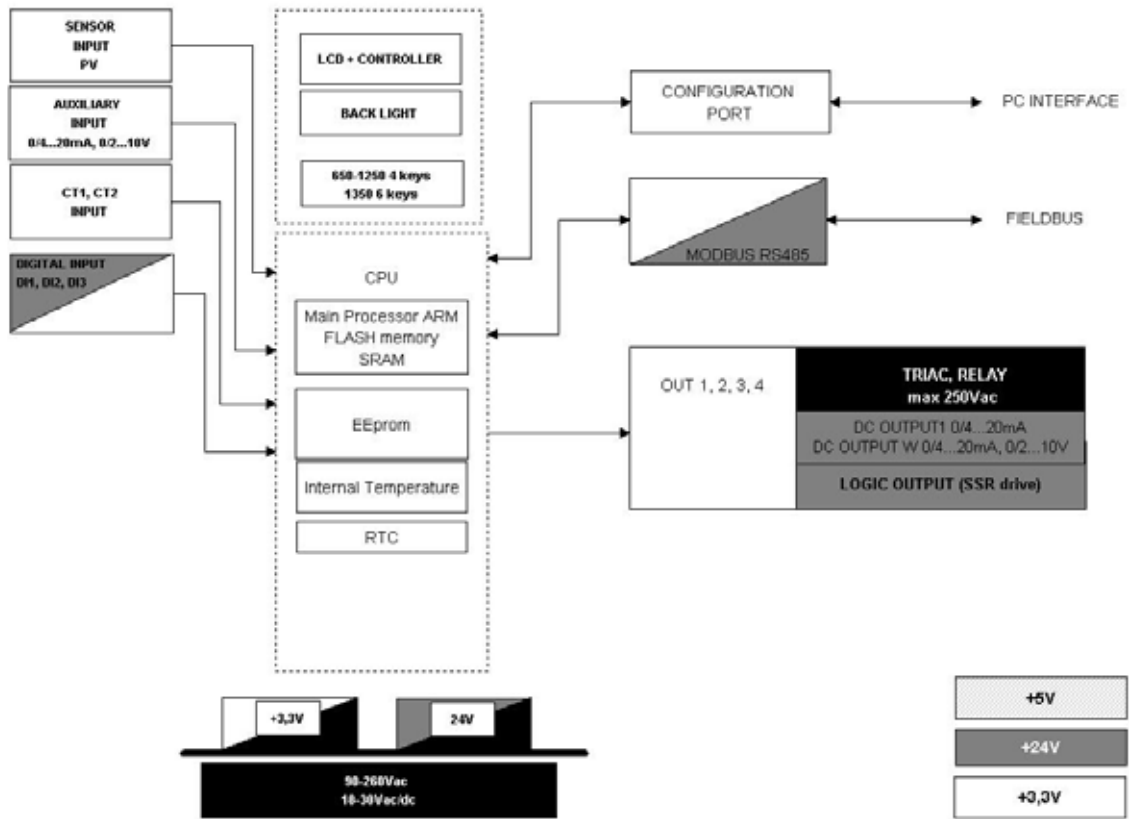 SENSOR
INPUT
PV
AUXILIARY
INPUT
0/4...20mA, 0/2...10V
CT1, CT2
INPUT
DIGITAL INPUT
DI1, DI2, DI3
LCD + CONTROLLER
BACK LIGHT
650-1250 4 keys
1350 6 keys
CPU
Main Processor ARM
FLASH memory
SRAM
EEprom
Internal Temperature
RTC
CONFIGURATION
PORT
PC INTERFACE
MODBUS RS485
FIELDBUS
OUT 1, 2, 3, 4
TRIAC, RELAY
max 250Vac
DC OUTPUT1 0/4...20mA
DC OUTPUT W 0/4...20mA, 0/2...10V
LOGIC OUTPUT (SSR drive)
+3,3V
24V
90-260Vac
18-30Vac/dc
+5V
+24V
+3,3V